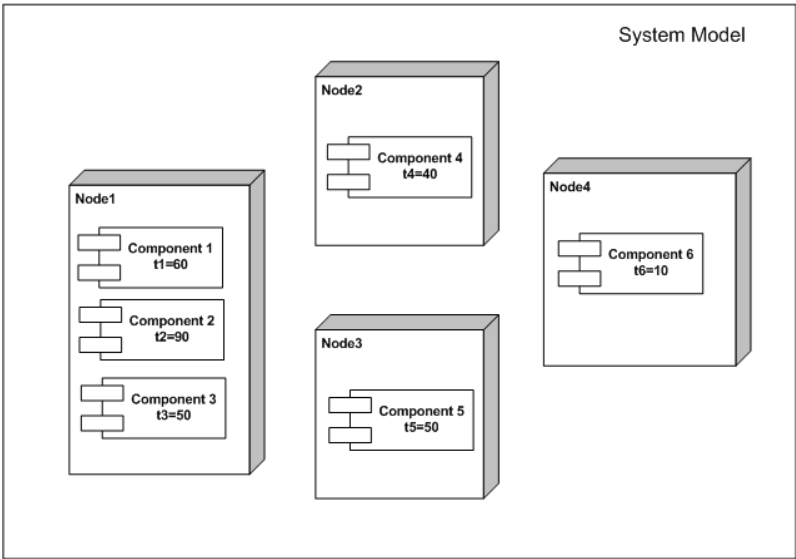 System Model
Node1
Component 1
t1=60
Component 2
t2=90
Component 3
t3=50
Node2
Component 4
t4=40
Node3
Component 5
t5=50
Node4
Component 6
t6=10